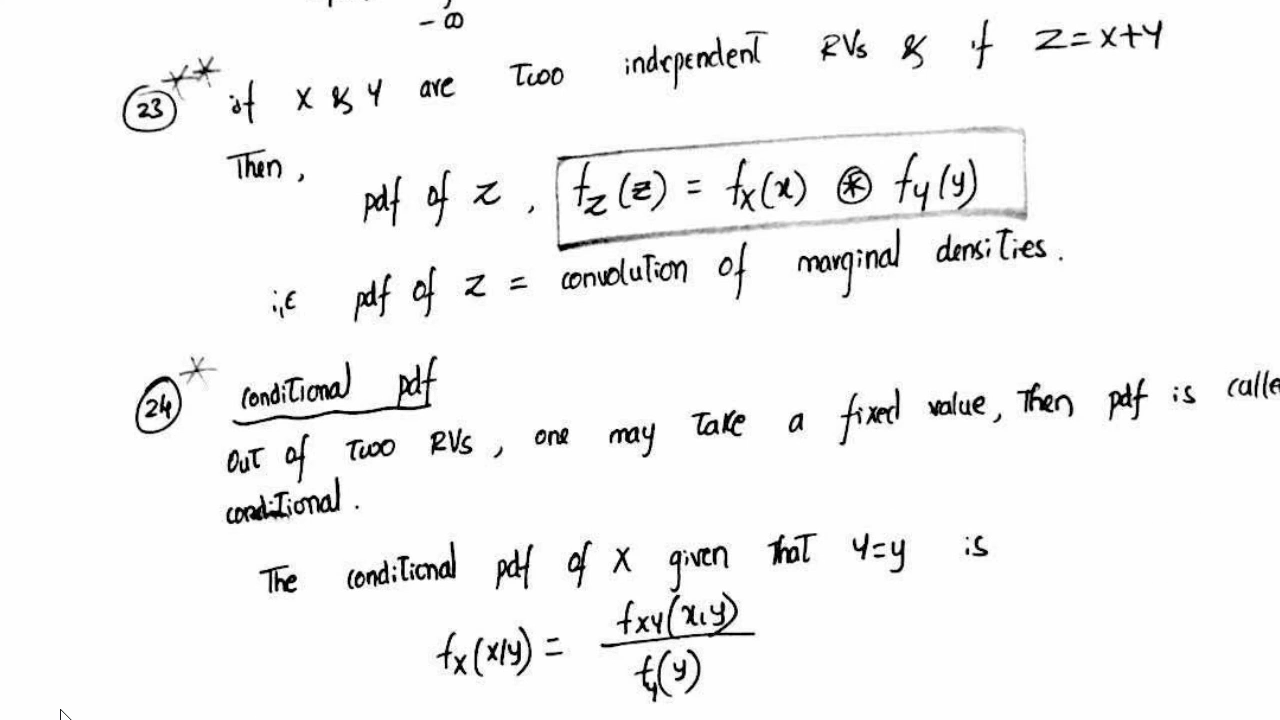 - ∞
23 ** if X & Y are Two independent RVs & if Z=X+Y
Then,
pdf of Z, fZ(z) = fX(x) ⊛ fY(y)
i,e pdf of Z = convolution of marginal densities.
24 * conditional pdf
Out of Two RVs, one may Take a fixed value, Then pdf is calle
conditional.
The conditional pdf of X given That Y=y is
fX(x/y) = fXY(x,y) / fY(y)